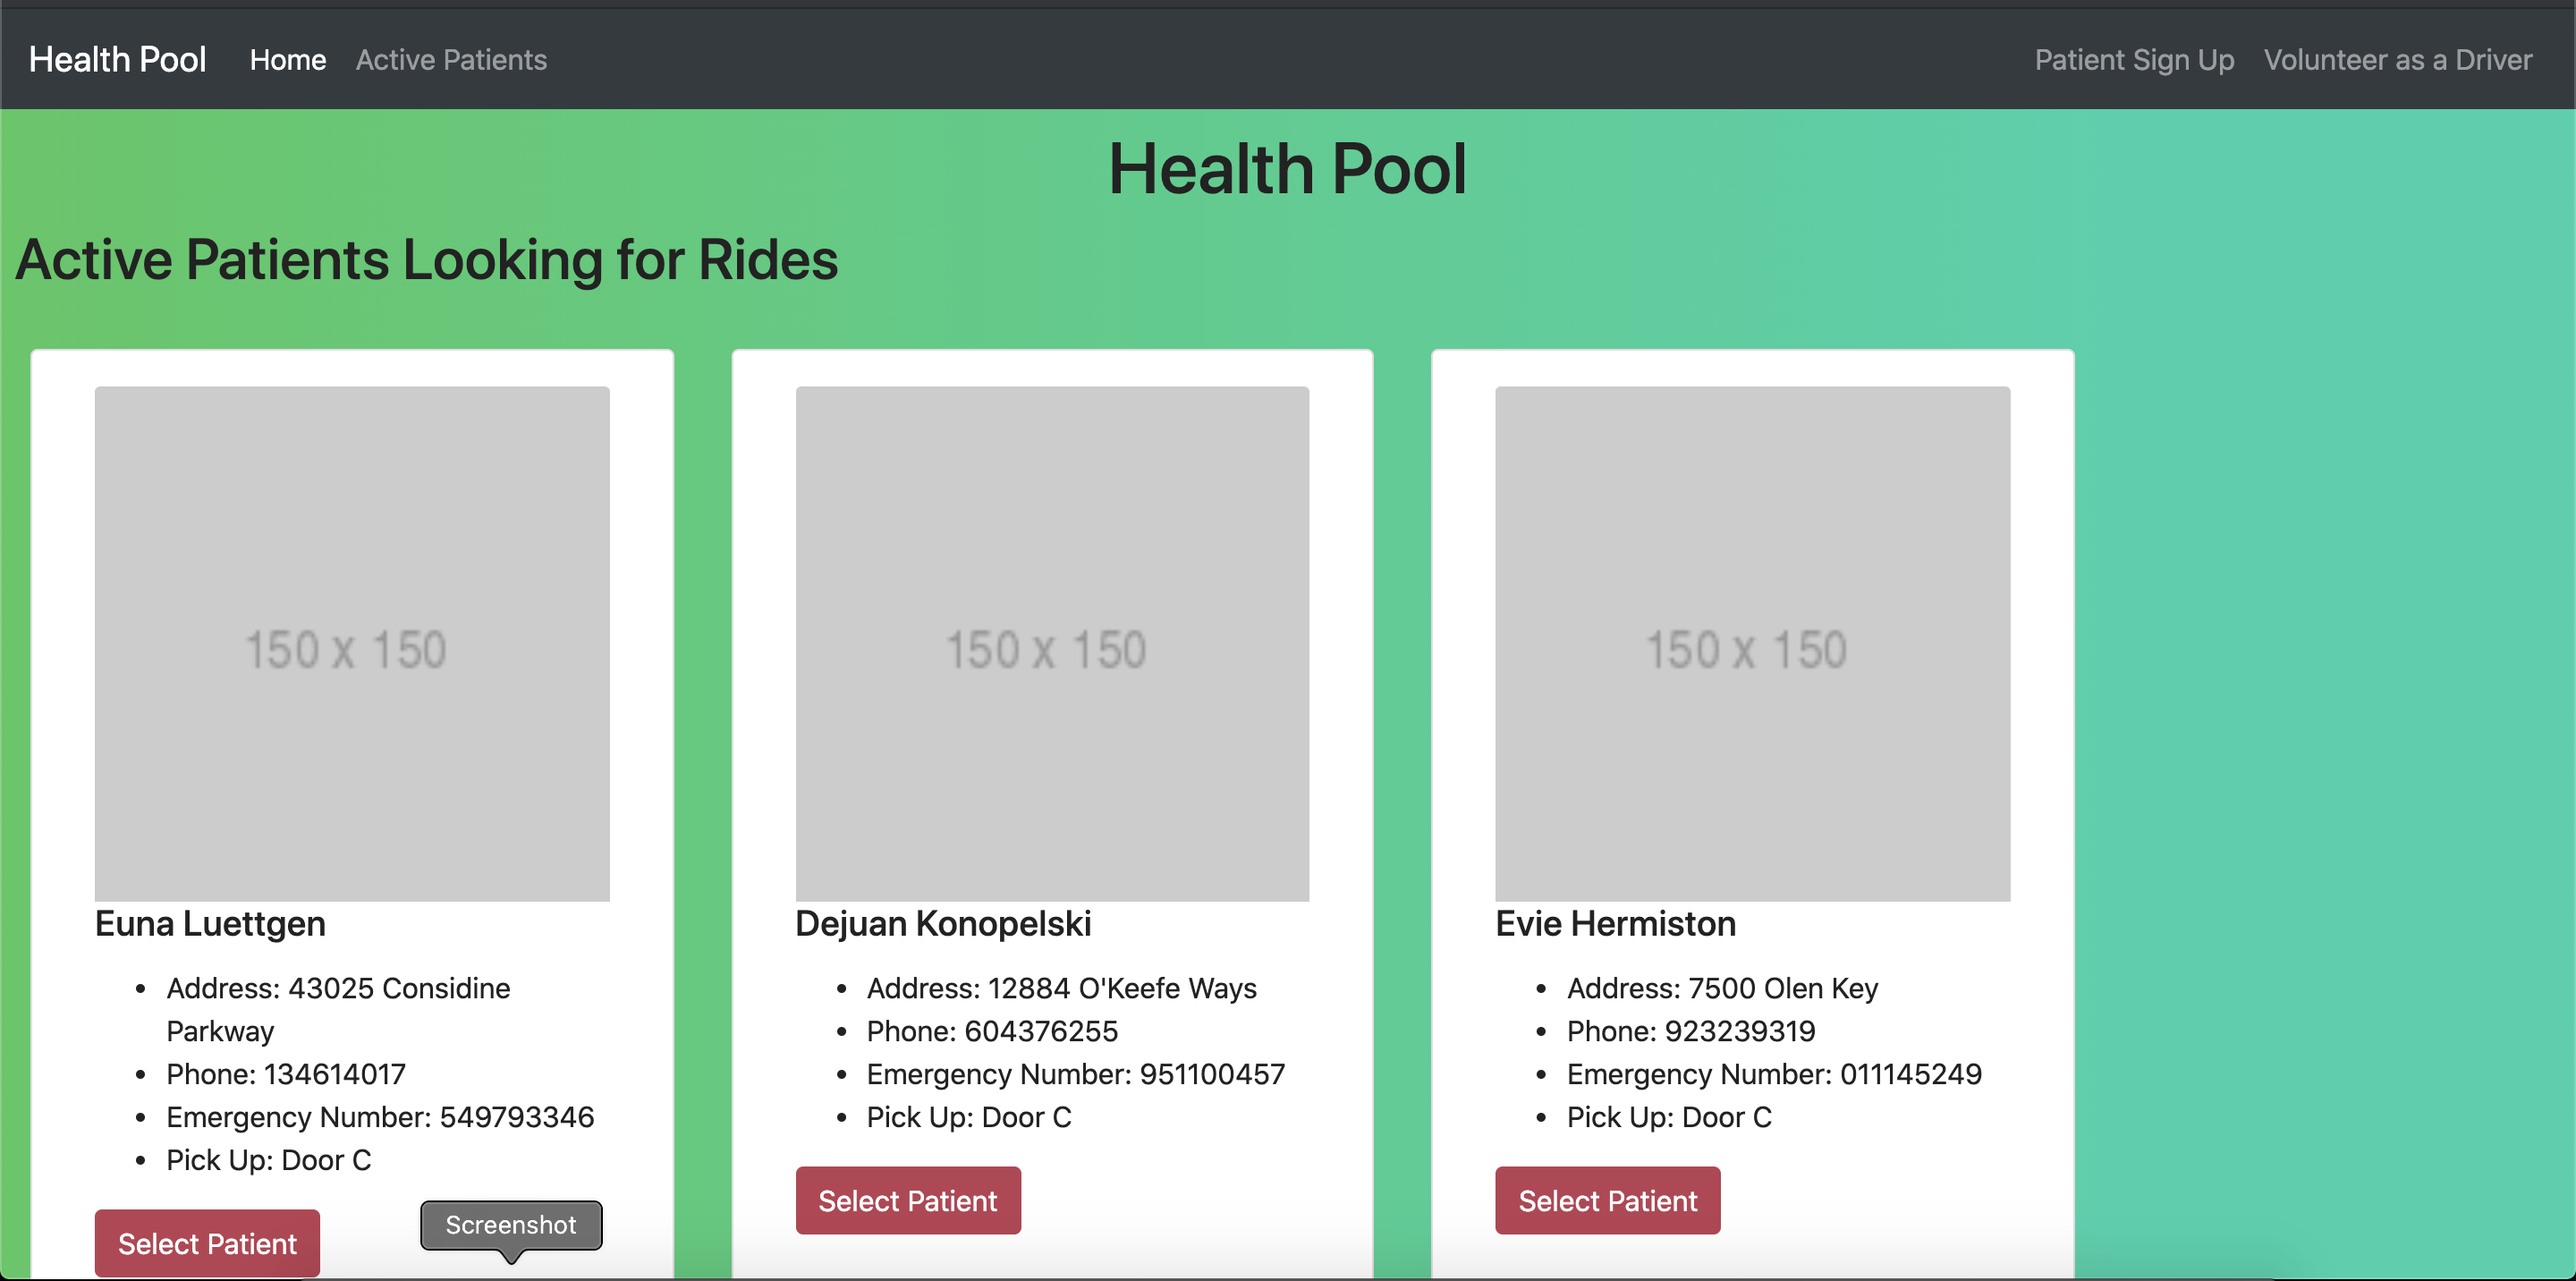 Health Pool Home Active Patients Patient Sign Up Volunteer as a Driver
Health Pool
Active Patients Looking for Rides
150 x 150
Euna Luettgen
• Address: 43025 Considine
Parkway
• Phone: 134614017
• Emergency Number: 549793346
• Pick Up: Door C
Select Patient
Screenshot
150 x 150
Dejuan Konopelski
• Address: 12884 O'Keefe Ways
• Phone: 604376255
• Emergency Number: 951100457
• Pick Up: Door C
Select Patient
150 x 150
Evie Hermiston
• Address: 7500 Olen Key
• Phone: 923239319
• Emergency Number: 011145249
• Pick Up: Door C
Select Patient